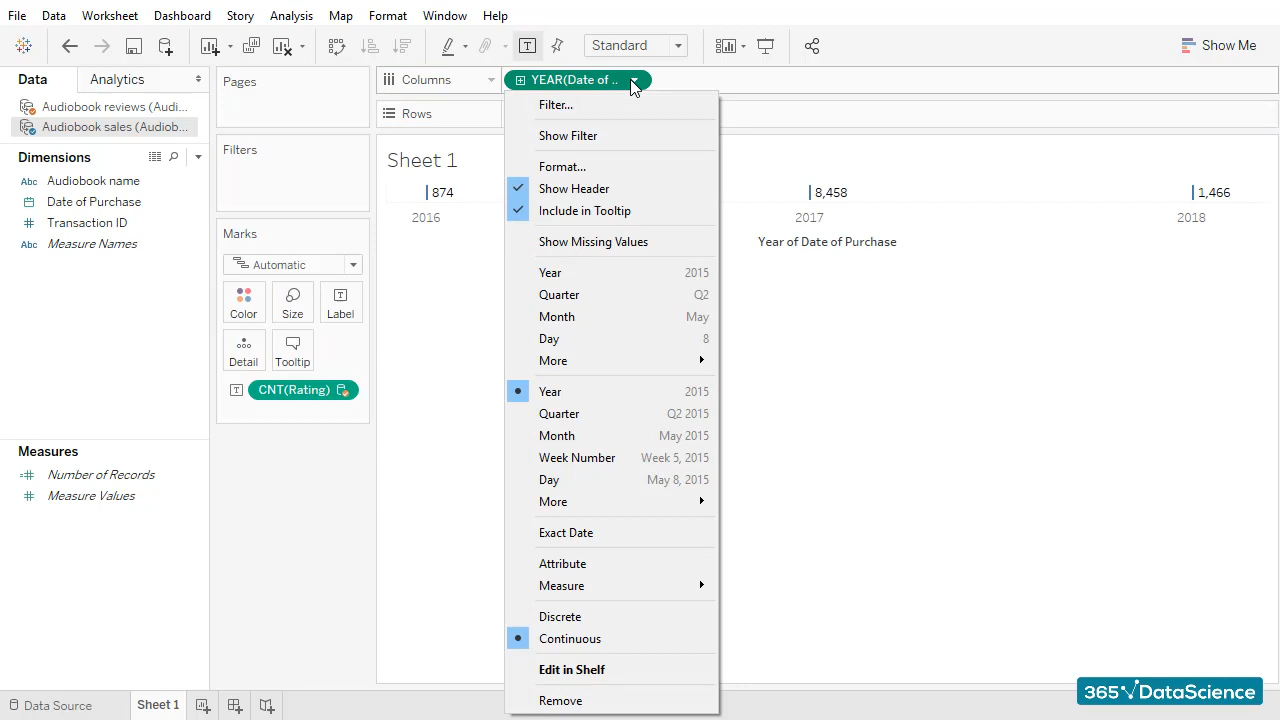 File Data Worksheet Dashboard Story Analysis Map Format Window Help
Standard
Show Me
Data Analytics
Audiobook reviews (Audi...
Audiobook sales (Audiob...
Dimensions
Abc Audiobook name
Date of Purchase
Transaction ID
Abc Measure Names
Measures
Number of Records
Measure Values
Pages
Filters
Marks
Automatic
Color Size Label
Detail Tooltip
CNT(Rating)
Columns YEAR(Date of ..
Rows
Sheet 1
874 8,458 1,466
2016 2017 2018
Year of Date of Purchase
Filter...
Show Filter
Format...
Show Header
Include in Tooltip
Show Missing Values
Year 2015
Quarter Q2
Month May
Day 8
More
Year 2015
Quarter Q2 2015
Month May 2015
Week Number Week 5, 2015
Day May 8, 2015
More
Exact Date
Attribute
Measure
Discrete
Continuous
Edit in Shelf
Remove
Data Source Sheet 1
365 DataScience